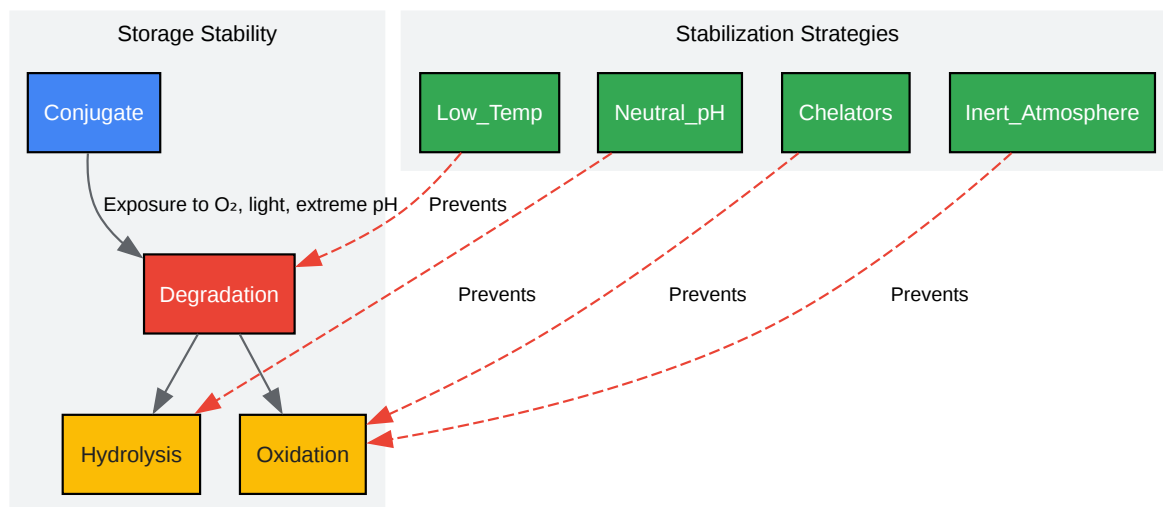 Storage Stability
Stabilization Strategies
Conjugate
Low_Temp
Neutral_pH
Chelators
Inert_Atmosphere
Exposure to O₂, light, extreme pH
Prevents
Degradation
Prevents
Prevents
Prevents
Hydrolysis
Oxidation